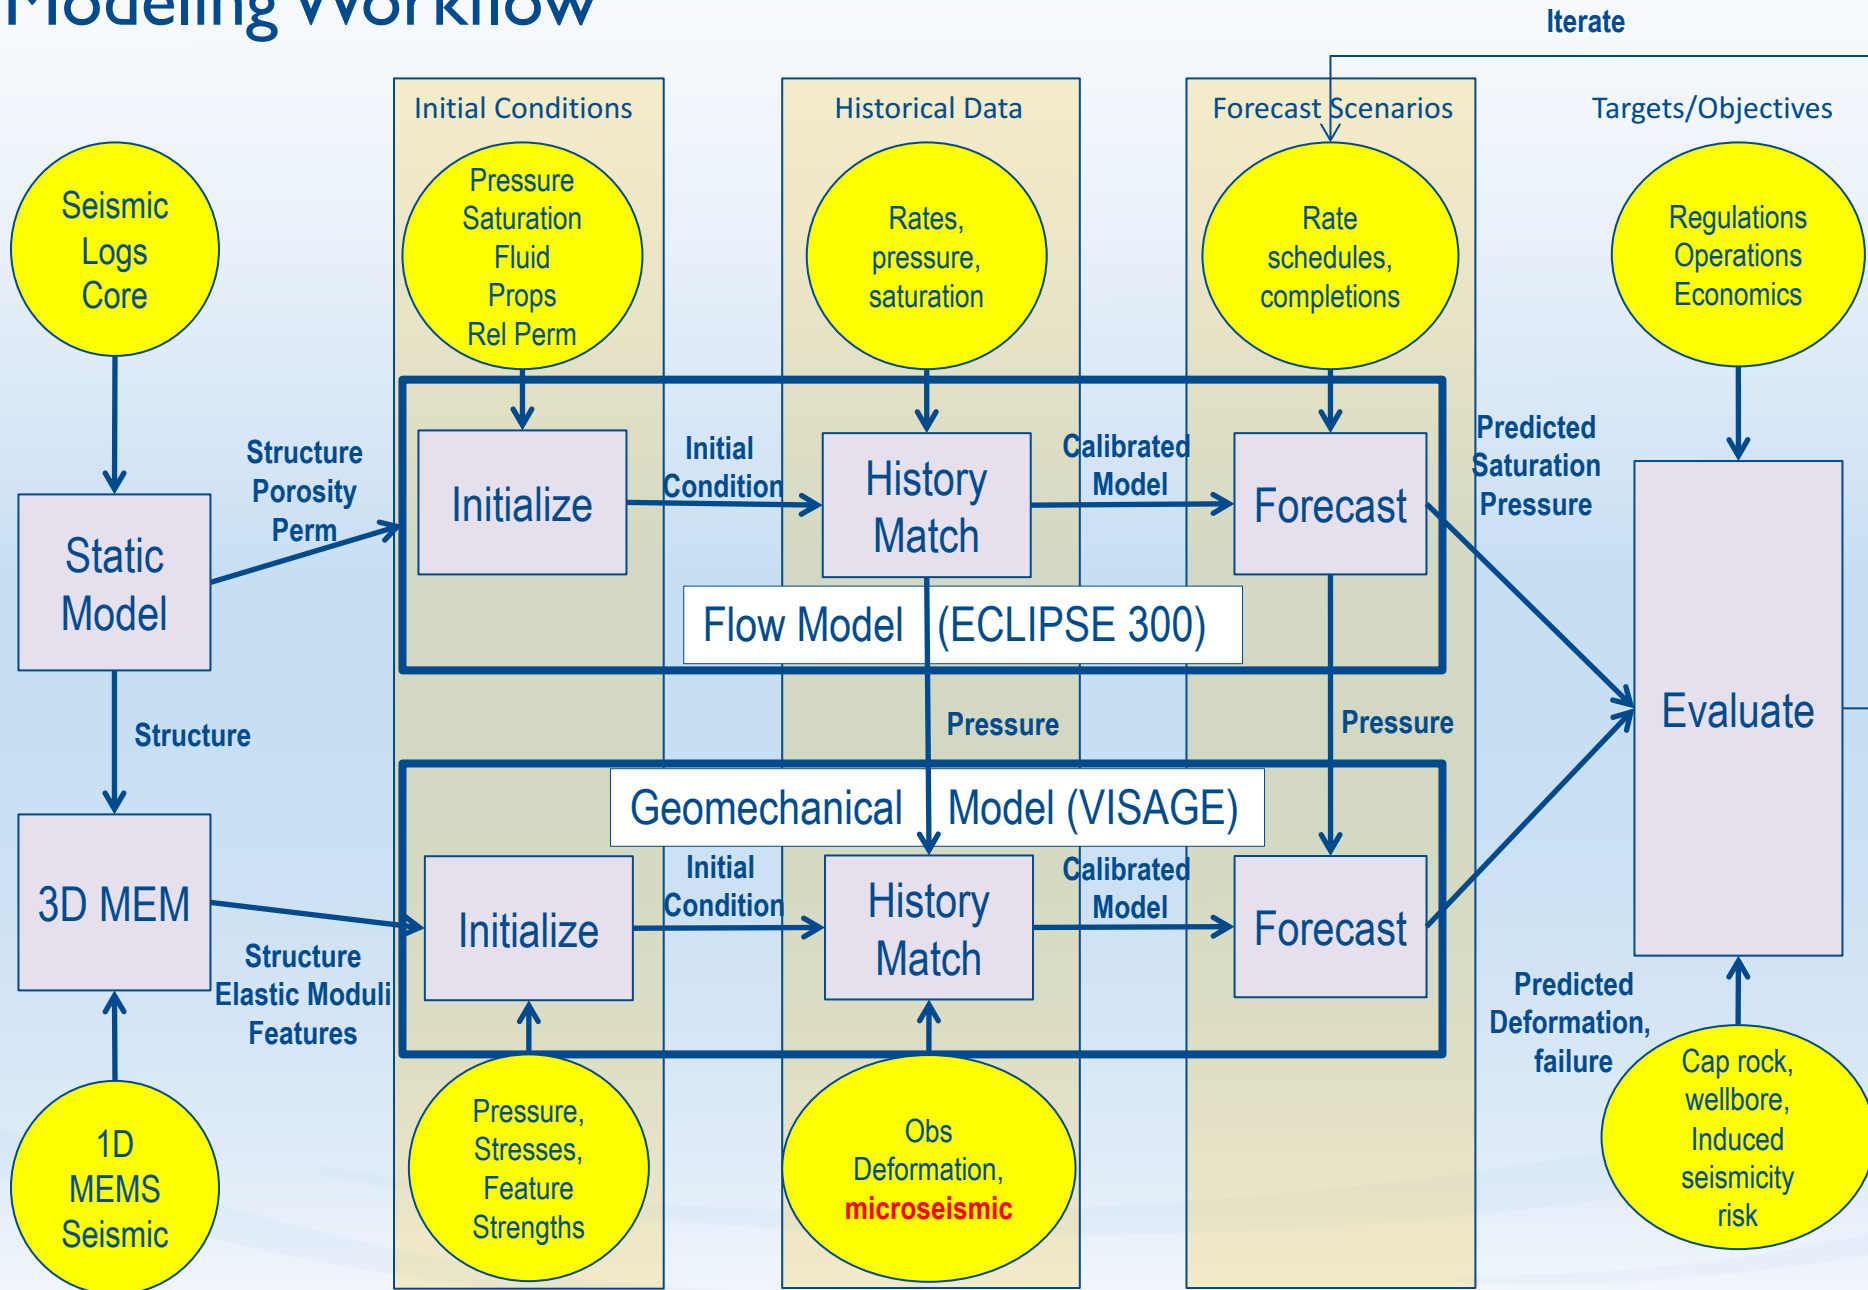 Modeling Workflow
Iterate
Initial Conditions
Historical Data
Forecast Scenarios
Targets/Objectives
Seismic
Logs
Core
Pressure
Saturation
Fluid
Props
Rel Perm
Rates,
pressure,
saturation
Rate
schedules,
completions
Regulations
Operations
Economics
Structure
Porosity
Perm
Initialize
Initial
Condition
History
Match
Calibrated
Model
Forecast
Predicted
Saturation
Pressure
Static
Model
Flow Model (ECLIPSE 300)
Structure
Pressure
Pressure
Evaluate
Geomechanical Model (VISAGE)
3D MEM
Structure
Elastic Moduli
Features
Initialize
Initial
Condition
History
Match
Calibrated
Model
Forecast
Predicted
Deformation,
failure
1D
MEMS
Seismic
Pressure,
Stresses,
Feature
Strengths
Obs
Deformation,
microseismic
Cap rock,
wellbore,
Induced
seismicity
risk